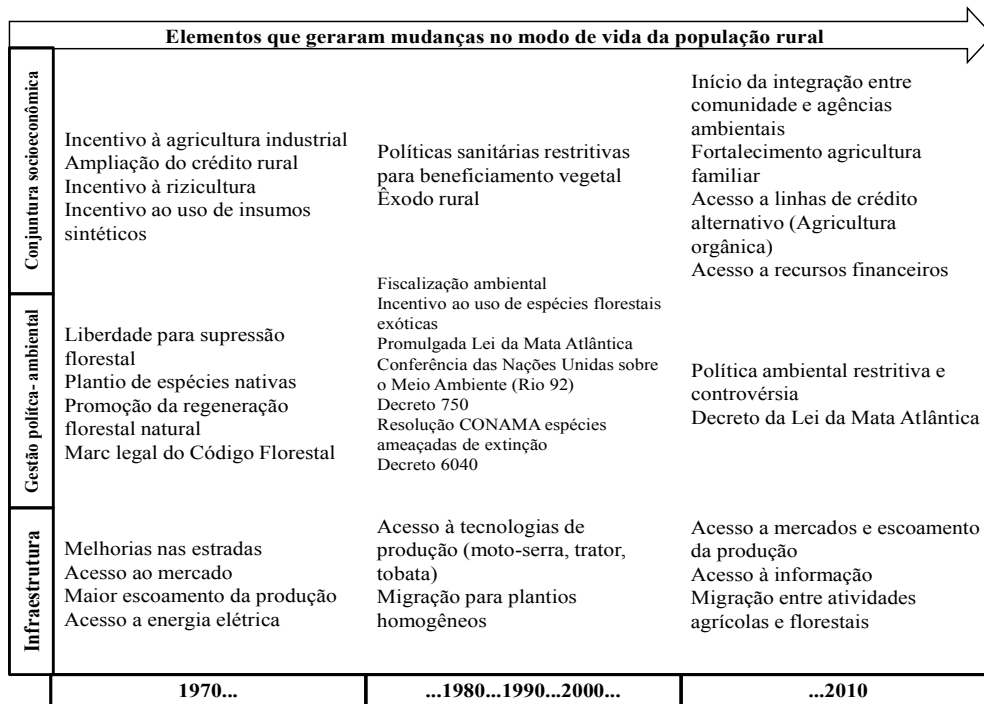 Elementos que geraram mudanças no modo de vida da população rural
Conjuntura socioeconômica
Incentivo à agricultura industrial
Ampliação do crédito rural
Incentivo à rizicultura
Incentivo ao uso de insumos
sintéticos
Políticas sanitárias restritivas
para beneficiamento vegetal
Êxodo rural
Início da integração entre
comunidade e agências
ambientais
Fortalecimento agricultura
familiar
Acesso a linhas de crédito
alternativo (Agricultura
orgânica)
Acesso a recursos financeiros
Gestão polítca- ambiental
Liberdade para supressão
florestal
Plantio de espécies nativas
Promoção da regeneração
florestal natural
Marc legal do Código Florestal
Fiscalização ambiental
Incentivo ao uso de espécies florestais
exóticas
Promulgada Lei da Mata Atlântica
Conferência das Nações Unidas sobre
o Meio Ambiente (Rio 92)
Decreto 750
Resolução CONAMA espécies
ameaçadas de extinção
Decreto 6040
Política ambiental restritiva e
controvérsia
Decreto da Lei da Mata Atlântica
Infraestrutura
Melhorias nas estradas
Acesso ao mercado
Maior escoamento da produção
Acesso a energia elétrica
Acesso à tecnologias de
produção (moto-serra, trator,
tobata)
Migração para plantios
homogêneos
Acesso a mercados e escoamento
da produção
Acesso à informação
Migração entre atividades
agrícolas e florestais
1970...
...1980...1990...2000...
...2010